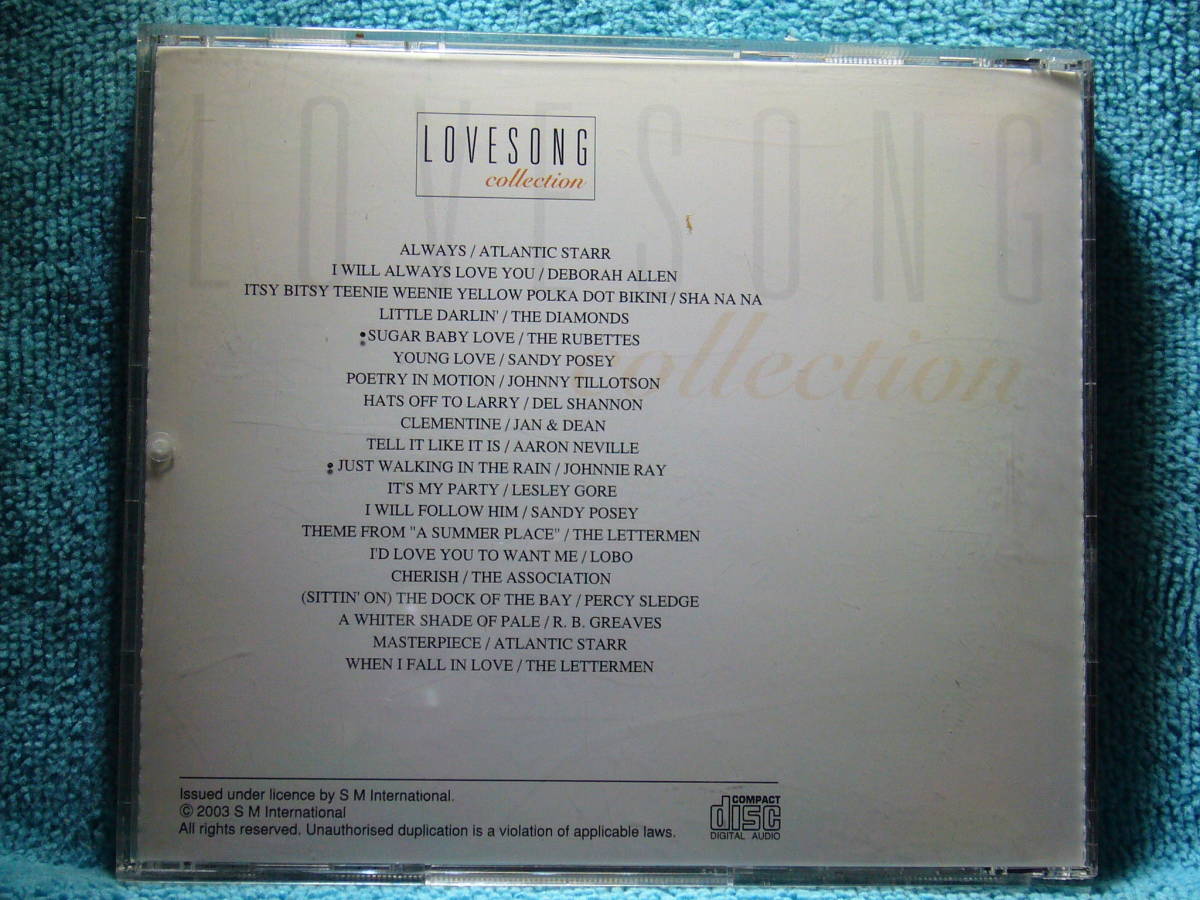 LOVESONG
collection
LOVESONG
collection
ALWAYS / ATLANTIC STARR
I WILL ALWAYS LOVE YOU / DEBORAH ALLEN
ITSY BITSY TEENIE WEENIE YELLOW POLKA DOT BIKINI / SHA NA NA
LITTLE DARLIN' / THE DIAMONDS
SUGAR BABY LOVE / THE RUBETTES
YOUNG LOVE / SANDY POSEY
POETRY IN MOTION / JOHNNY TILLOTSON
HATS OFF TO LARRY / DEL SHANNON
CLEMENTINE / JAN & DEAN
TELL IT LIKE IT IS / AARON NEVILLE
JUST WALKING IN THE RAIN / JOHNNIE RAY
IT'S MY PARTY / LESLEY GORE
I WILL FOLLOW HIM / SANDY POSEY
THEME FROM "A SUMMER PLACE" / THE LETTERMEN
I'D LOVE YOU TO WANT ME / LOBO
CHERISH / THE ASSOCIATION
(SITTIN' ON) THE DOCK OF THE BAY / PERCY SLEDGE
A WHITER SHADE OF PALE / R. B. GREAVES
MASTERPIECE / ATLANTIC STARR
WHEN I FALL IN LOVE / THE LETTERMEN
Issued under licence by S M International.
© 2003 S M International
All rights reserved. Unauthorised duplication is a violation of applicable laws.
COMPACT
disc
DIGITAL AUDIO